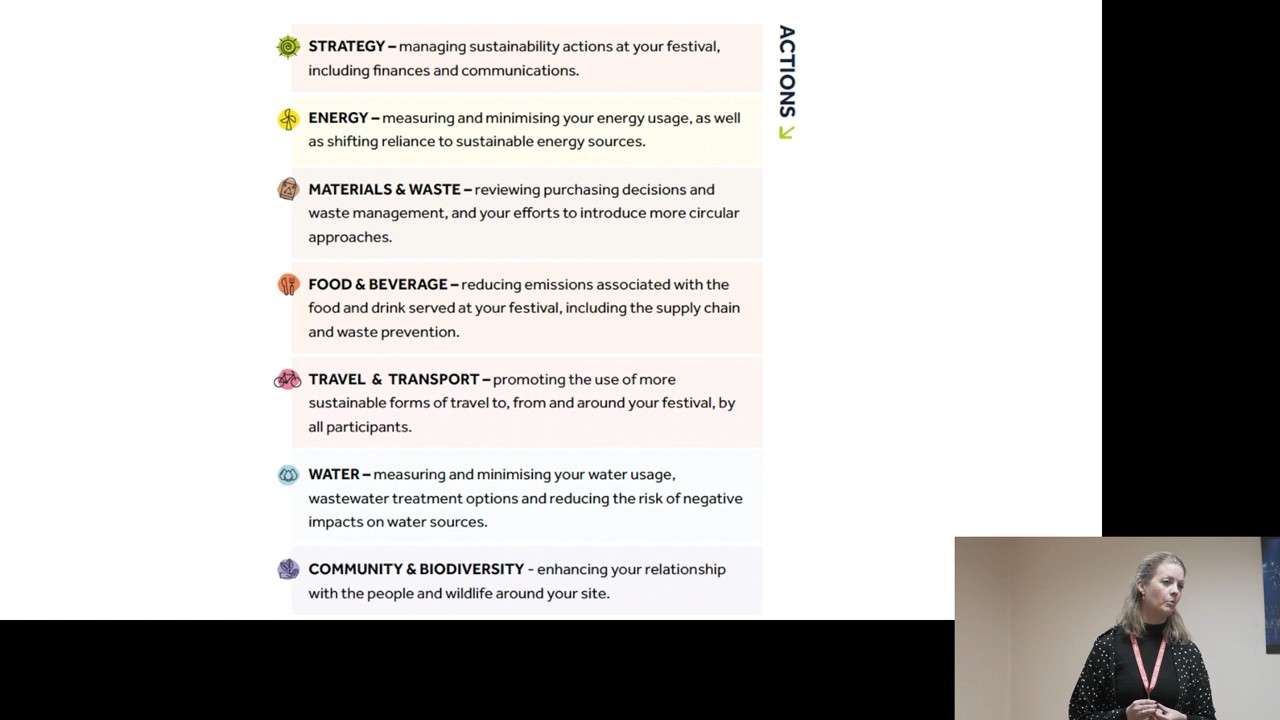 STRATEGY – managing sustainability actions at your festival,
including finances and communications.
ENERGY – measuring and minimising your energy usage, as well
as shifting reliance to sustainable energy sources.
MATERIALS & WASTE – reviewing purchasing decisions and
waste management, and your efforts to introduce more circular
approaches.
FOOD & BEVERAGE – reducing emissions associated with the
food and drink served at your festival, including the supply chain
and waste prevention.
TRAVEL & TRANSPORT – promoting the use of more
sustainable forms of travel to, from and around your festival, by
all participants.
WATER – measuring and minimising your water usage,
wastewater treatment options and reducing the risk of negative
impacts on water sources.
COMMUNITY & BIODIVERSITY - enhancing your relationship
with the people and wildlife around your site.
ACTIONS